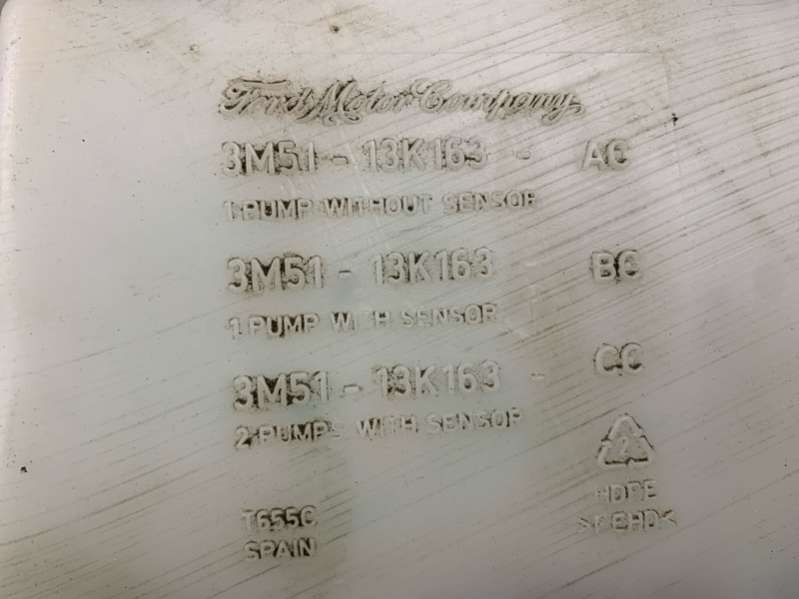 Ford Motor Company
3M51 - 13K163 - AC
1 PUMP WITHOUT SENSOR
3M51 - 13K163 BC
1 PUMP WITH SENSOR
3M51 - 13K163 - CC
2 PUMPS WITH SENSOR
2
HDPE
T655C
SPAIN